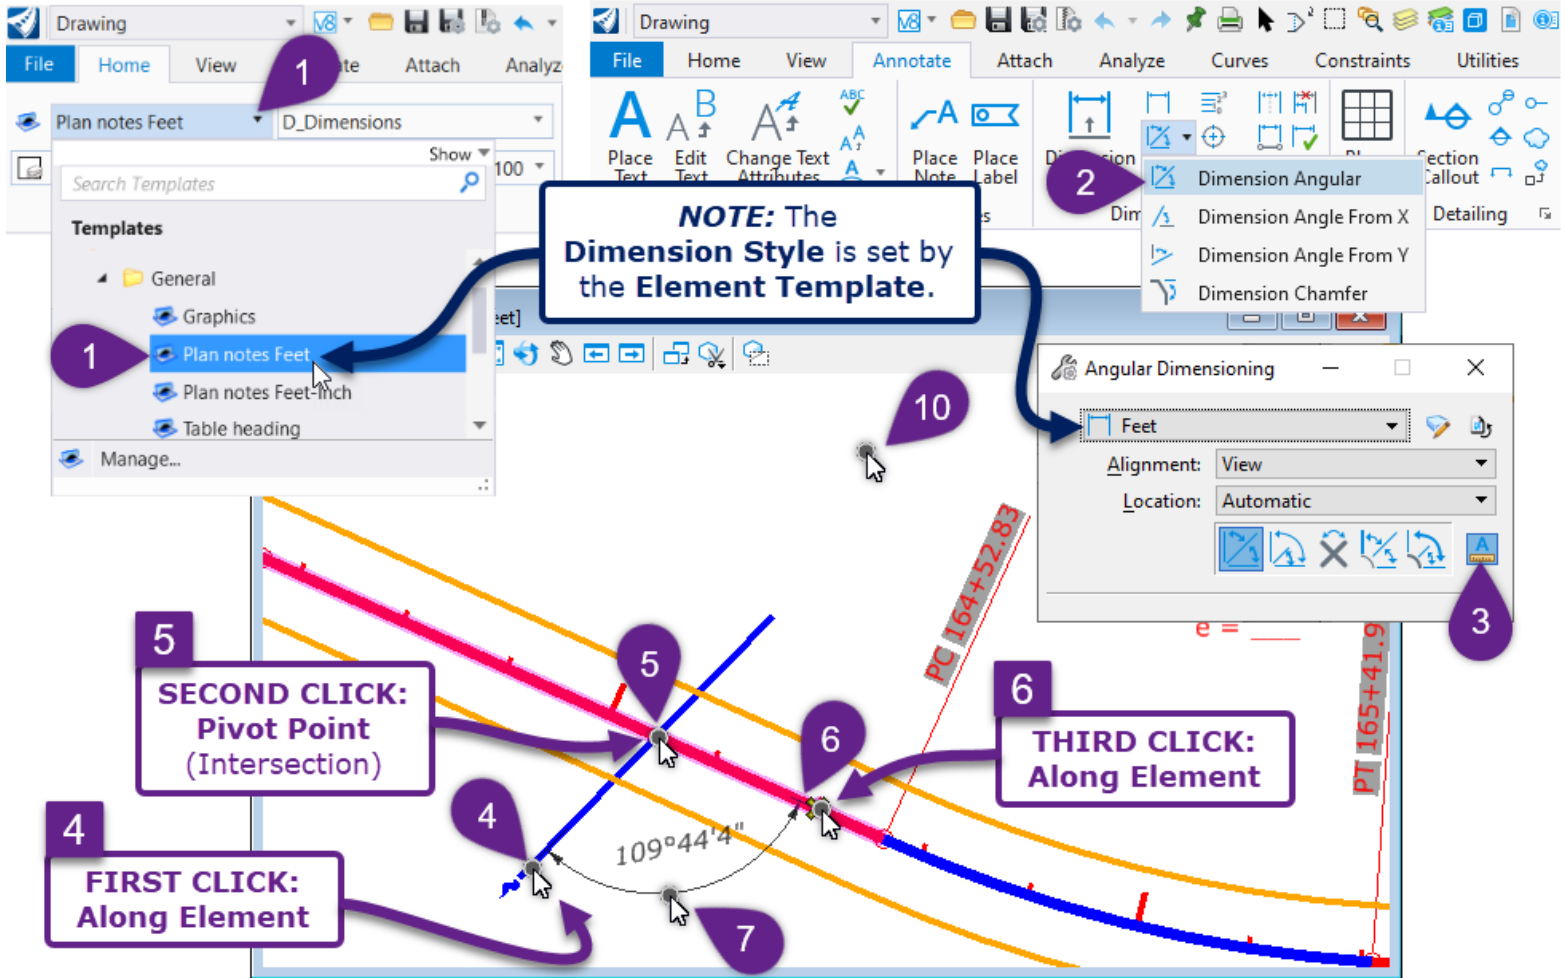 Drawing
File Home View Attach Analyz
1
Plan notes Feet D_Dimensions
Show
Search Templates
100
Templates
General
Graphics
1
Plan notes Feet
Plan notes Feet-Inch
Table heading
Manage...
Drawing
File Home View Annotate Attach Analyze Curves Constraints Utilities
A B A ABC A
Place Text
Edit Text
Change Text Attributes
Place Note
Place Label
2
Dimension Angular
Dimension Angle From X
Dimension Angle From Y
Dimension Chamfer
Detailing
NOTE: The
Dimension Style is set by
the Element Template.
eet]
10
Angular Dimensioning
Feet
Alignment: View
Location: Automatic
3
e = ___
PC 164+52.83
PT 165+41.9
5
SECOND CLICK:
Pivot Point
(Intersection)
5
6
6
THIRD CLICK:
Along Element
4
4
FIRST CLICK:
Along Element
109°44'4"
7